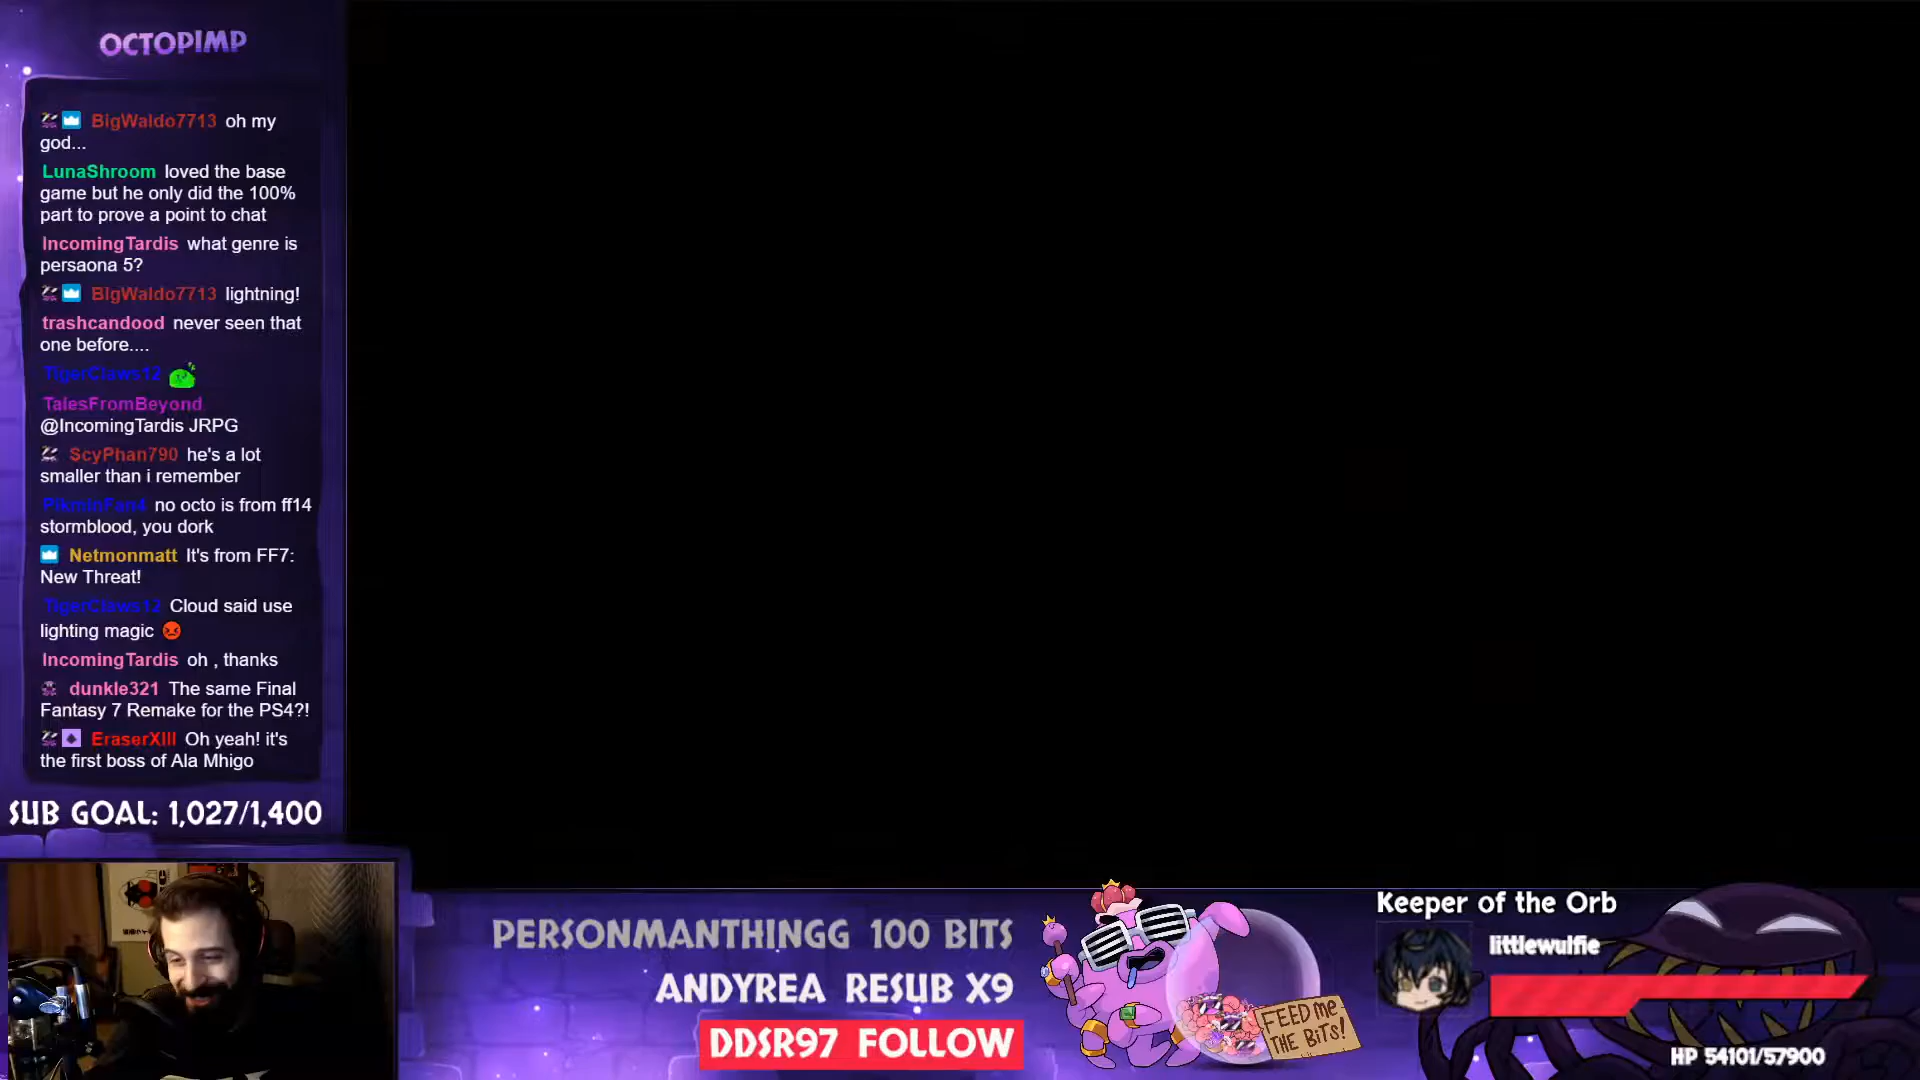 OCTOPIMP
BigWaldo7713 oh my
god...
LunaShroom loved the base
game but he only did the 100%
part to prove a point to chat
IncomingTardis what genre is
persaona 5?
BigWaldo7713 lightning!
trashcandood never seen that
one before....
TigerClaws12
TalesFromBeyond
@IncomingTardis JRPG
ScyPhan790 he's a lot
smaller than i remember
PikminFan4 no octo is from ff14
stormblood, you dork
Netmonmatt It's from FF7:
New Threat!
TigerClaws12 Cloud said use
lighting magic
IncomingTardis oh , thanks
dunkle321 The same Final
Fantasy 7 Remake for the PS4?!
EraserXIII Oh yeah! it's
the first boss of Ala Mhigo
SUB GOAL: 1,027/1,400
PERSONMANTHINGG 100 BITS
ANDYREA RESUB X9
DDSR97 FOLLOW
FEED ME
THE BITS!
Keeper of the Orb
littlewulfie
HP 54101/57900